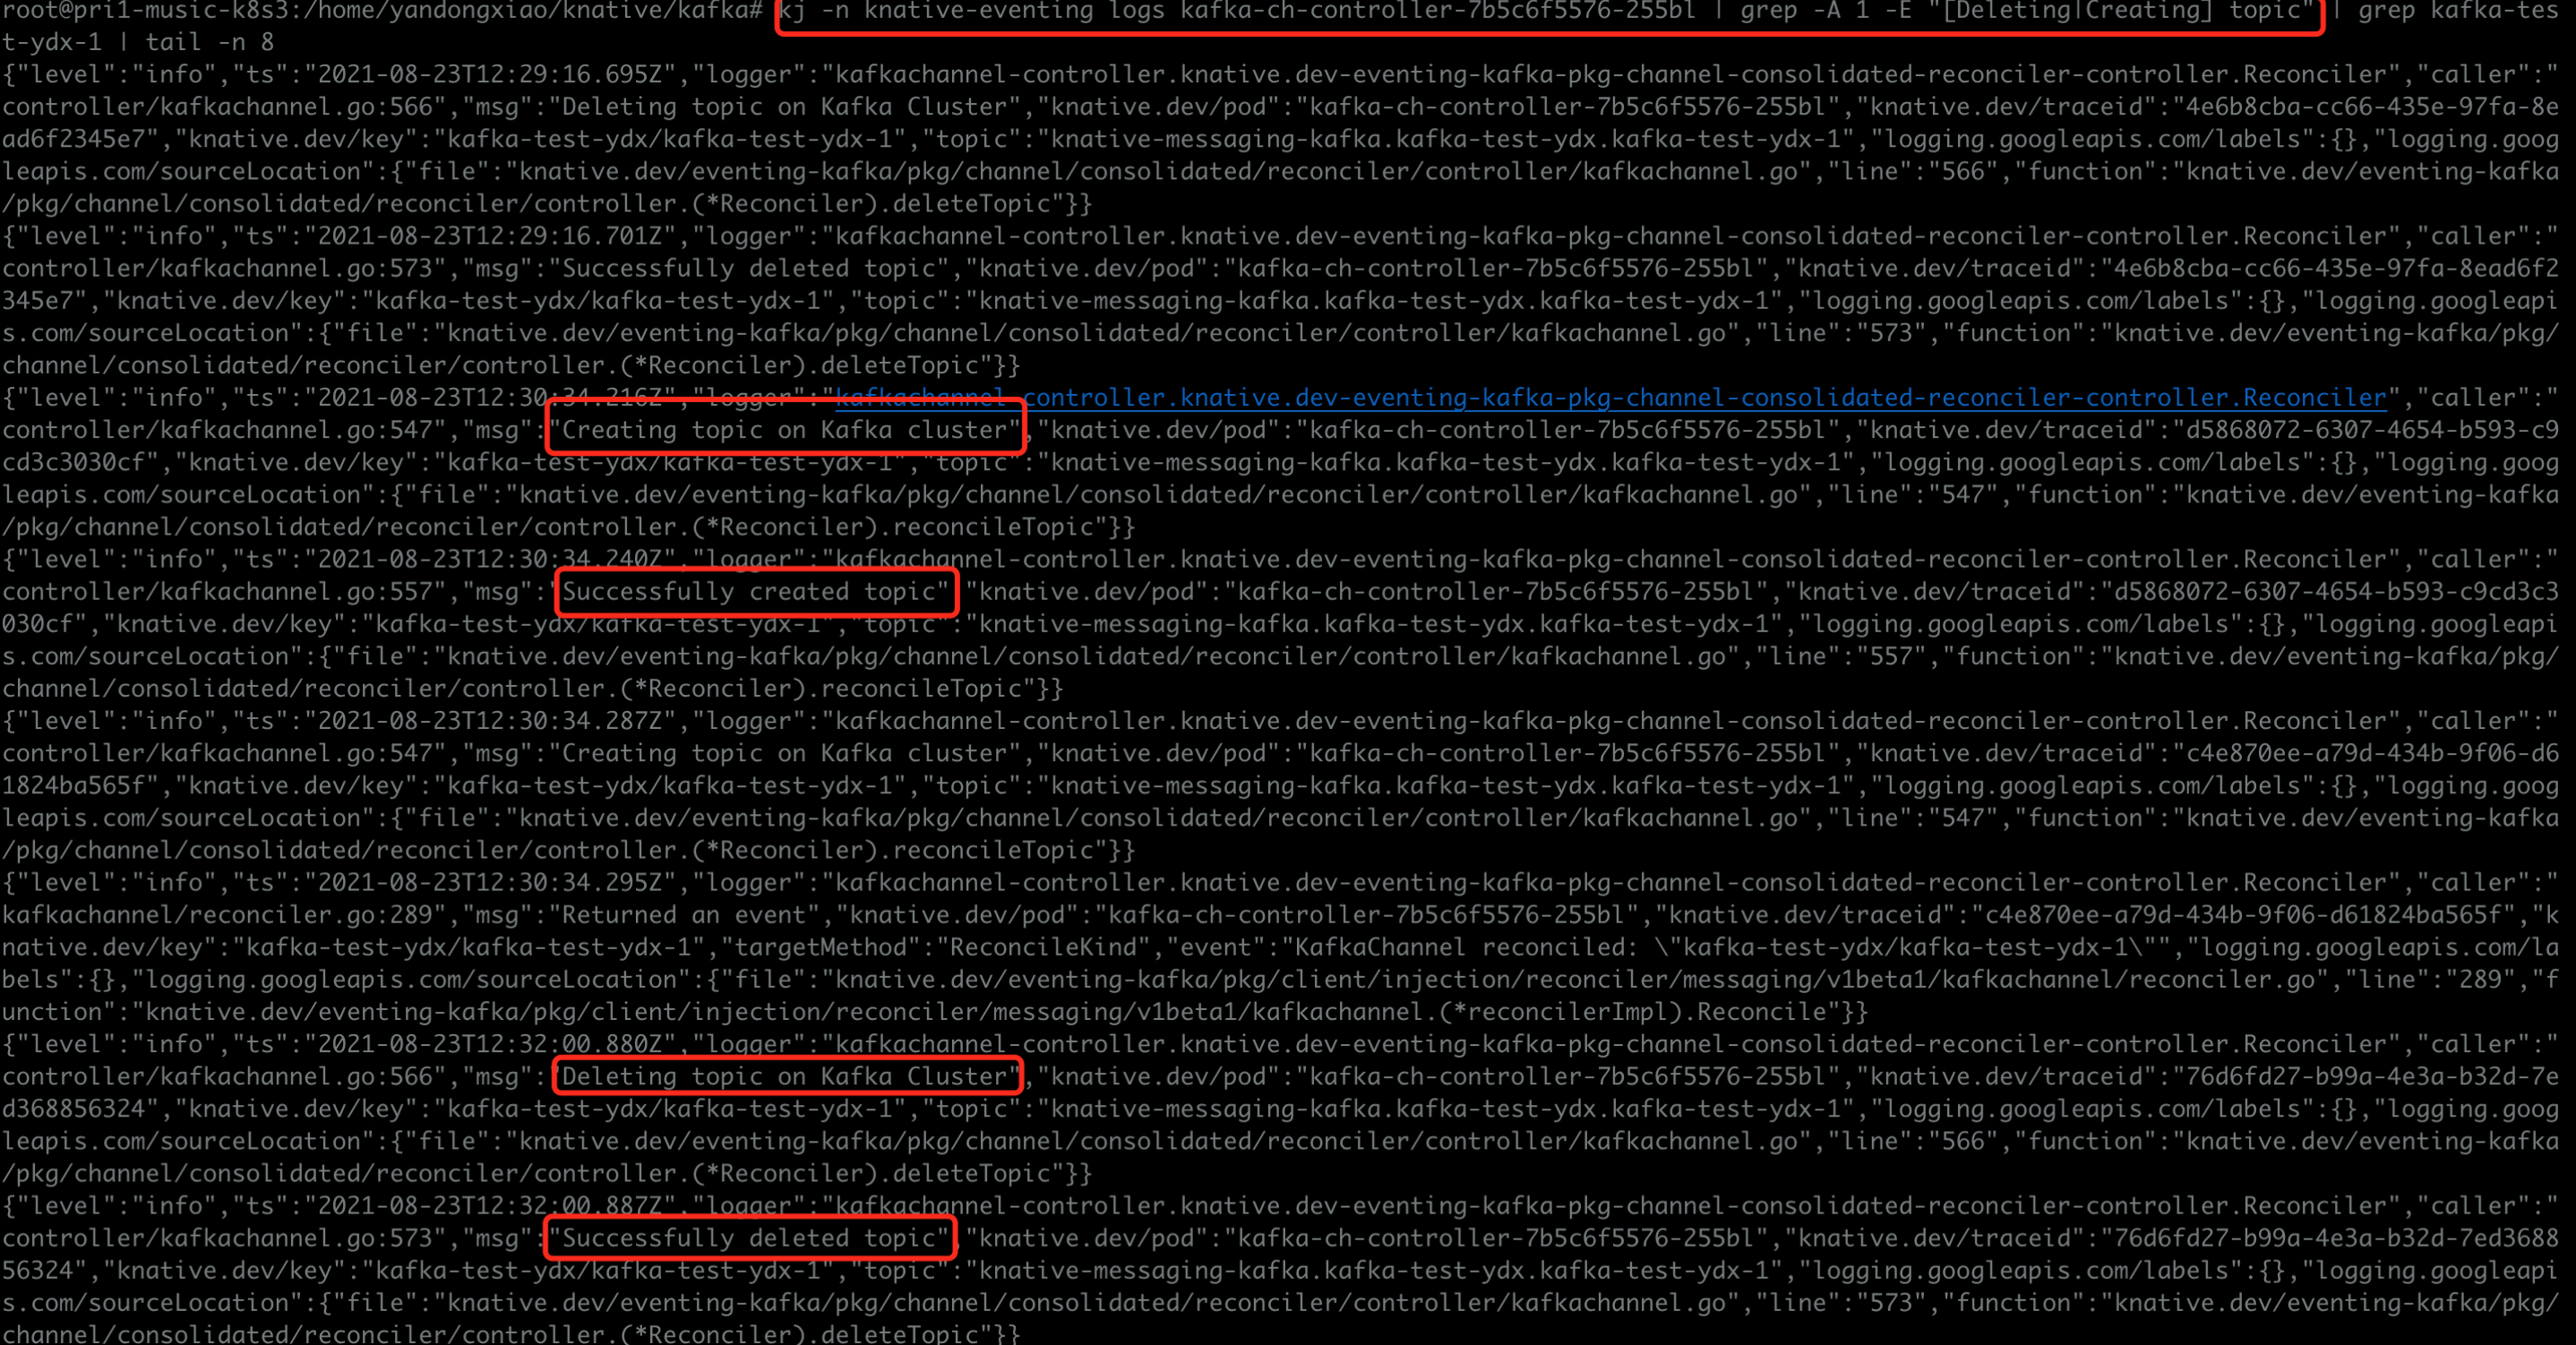 root@pri1-music-k8s3:/home/yandongxiao/knative/kafka# kj -n knative-eventing logs kafka-ch-controller-7b5c6f5576-255bl | grep -A 1 -E "[Deleting|Creating] topic" | grep kafka-tes
t-ydx-1 | tail -n 8
{"level":"info","ts":"2021-08-23T12:29:16.695Z","logger":"kafkachannel-controller.knative.dev-eventing-kafka-pkg-channel-consolidated-reconciler-controller.Reconciler","caller":"
controller/kafkachannel.go:566","msg":"Deleting topic on Kafka Cluster","knative.dev/pod":"kafka-ch-controller-7b5c6f5576-255bl","knative.dev/traceid":"4e6b8cba-cc66-435e-97fa-8e
ad6f2345e7","knative.dev/key":"kafka-test-ydx/kafka-test-ydx-1","topic":"knative-messaging-kafka.kafka-test-ydx.kafka-test-ydx-1","logging.googleapis.com/labels":{},"logging.goog
leapis.com/sourceLocation":{"file":"knative.dev/eventing-kafka/pkg/channel/consolidated/reconciler/controller/kafkachannel.go","line":"566","function":"knative.dev/eventing-kafka
/pkg/channel/consolidated/reconciler/controller.(*Reconciler).deleteTopic"}}
{"level":"info","ts":"2021-08-23T12:29:16.701Z","logger":"kafkachannel-controller.knative.dev-eventing-kafka-pkg-channel-consolidated-reconciler-controller.Reconciler","caller":"
controller/kafkachannel.go:573","msg":"Successfully deleted topic","knative.dev/pod":"kafka-ch-controller-7b5c6f5576-255bl","knative.dev/traceid":"4e6b8cba-cc66-435e-97fa-8ead6f2
345e7","knative.dev/key":"kafka-test-ydx/kafka-test-ydx-1","topic":"knative-messaging-kafka.kafka-test-ydx.kafka-test-ydx-1","logging.googleapis.com/labels":{},"logging.googleapi
s.com/sourceLocation":{"file":"knative.dev/eventing-kafka/pkg/channel/consolidated/reconciler/controller/kafkachannel.go","line":"573","function":"knative.dev/eventing-kafka/pkg/
channel/consolidated/reconciler/controller.(*Reconciler).deleteTopic"}}
{"level":"info","ts":"2021-08-23T12:30:34.216Z","logger":"kafkachannel-controller.knative.dev-eventing-kafka-pkg-channel-consolidated-reconciler-controller.Reconciler","caller":"
controller/kafkachannel.go:547","msg":"Creating topic on Kafka cluster","knative.dev/pod":"kafka-ch-controller-7b5c6f5576-255bl","knative.dev/traceid":"d5868072-6307-4654-b593-c9
cd3c3030cf","knative.dev/key":"kafka-test-ydx/kafka-test-ydx-1","topic":"knative-messaging-kafka.kafka-test-ydx.kafka-test-ydx-1","logging.googleapis.com/labels":{},"logging.goog
leapis.com/sourceLocation":{"file":"knative.dev/eventing-kafka/pkg/channel/consolidated/reconciler/controller/kafkachannel.go","line":"547","function":"knative.dev/eventing-kafka
/pkg/channel/consolidated/reconciler/controller.(*Reconciler).reconcileTopic"}}
{"level":"info","ts":"2021-08-23T12:30:34.240Z","logger":"kafkachannel-controller.knative.dev-eventing-kafka-pkg-channel-consolidated-reconciler-controller.Reconciler","caller":"
controller/kafkachannel.go:557","msg":"Successfully created topic","knative.dev/pod":"kafka-ch-controller-7b5c6f5576-255bl","knative.dev/traceid":"d5868072-6307-4654-b593-c9cd3c3
030cf","knative.dev/key":"kafka-test-ydx/kafka-test-ydx-1","topic":"knative-messaging-kafka.kafka-test-ydx.kafka-test-ydx-1","logging.googleapis.com/labels":{},"logging.googleapi
s.com/sourceLocation":{"file":"knative.dev/eventing-kafka/pkg/channel/consolidated/reconciler/controller/kafkachannel.go","line":"557","function":"knative.dev/eventing-kafka/pkg/
channel/consolidated/reconciler/controller.(*Reconciler).reconcileTopic"}}
{"level":"info","ts":"2021-08-23T12:30:34.287Z","logger":"kafkachannel-controller.knative.dev-eventing-kafka-pkg-channel-consolidated-reconciler-controller.Reconciler","caller":"
controller/kafkachannel.go:547","msg":"Creating topic on Kafka cluster","knative.dev/pod":"kafka-ch-controller-7b5c6f5576-255bl","knative.dev/traceid":"c4e870ee-a79d-434b-9f06-d6
1824ba565f","knative.dev/key":"kafka-test-ydx/kafka-test-ydx-1","topic":"knative-messaging-kafka.kafka-test-ydx.kafka-test-ydx-1","logging.googleapis.com/labels":{},"logging.goog
leapis.com/sourceLocation":{"file":"knative.dev/eventing-kafka/pkg/channel/consolidated/reconciler/controller/kafkachannel.go","line":"547","function":"knative.dev/eventing-kafka
/pkg/channel/consolidated/reconciler/controller.(*Reconciler).reconcileTopic"}}
{"level":"info","ts":"2021-08-23T12:30:34.295Z","logger":"kafkachannel-controller.knative.dev-eventing-kafka-pkg-channel-consolidated-reconciler-controller.Reconciler","caller":"
kafkachannel/reconciler.go:289","msg":"Returned an event","knative.dev/pod":"kafka-ch-controller-7b5c6f5576-255bl","knative.dev/traceid":"c4e870ee-a79d-434b-9f06-d61824ba565f","k
native.dev/key":"kafka-test-ydx/kafka-test-ydx-1","targetMethod":"ReconcileKind","event":"KafkaChannel reconciled: \"kafka-test-ydx/kafka-test-ydx-1\"","logging.googleapis.com/la
bels":{},"logging.googleapis.com/sourceLocation":{"file":"knative.dev/eventing-kafka/pkg/client/injection/reconciler/messaging/v1beta1/kafkachannel/reconciler.go","line":"289","f
unction":"knative.dev/eventing-kafka/pkg/client/injection/reconciler/messaging/v1beta1/kafkachannel.(*reconcilerImpl).Reconcile"}}
{"level":"info","ts":"2021-08-23T12:32:00.880Z","logger":"kafkachannel-controller.knative.dev-eventing-kafka-pkg-channel-consolidated-reconciler-controller.Reconciler","caller":"
controller/kafkachannel.go:566","msg":"Deleting topic on Kafka Cluster","knative.dev/pod":"kafka-ch-controller-7b5c6f5576-255bl","knative.dev/traceid":"76d6fd27-b99a-4e3a-b32d-7e
d368856324","knative.dev/key":"kafka-test-ydx/kafka-test-ydx-1","topic":"knative-messaging-kafka.kafka-test-ydx.kafka-test-ydx-1","logging.googleapis.com/labels":{},"logging.goog
leapis.com/sourceLocation":{"file":"knative.dev/eventing-kafka/pkg/channel/consolidated/reconciler/controller/kafkachannel.go","line":"566","function":"knative.dev/eventing-kafka
/pkg/channel/consolidated/reconciler/controller.(*Reconciler).deleteTopic"}}
{"level":"info","ts":"2021-08-23T12:32:00.887Z","logger":"kafkachannel-controller.knative.dev-eventing-kafka-pkg-channel-consolidated-reconciler-controller.Reconciler","caller":"
controller/kafkachannel.go:573","msg":"Successfully deleted topic","knative.dev/pod":"kafka-ch-controller-7b5c6f5576-255bl","knative.dev/traceid":"76d6fd27-b99a-4e3a-b32d-7ed3688
56324","knative.dev/key":"kafka-test-ydx/kafka-test-ydx-1","topic":"knative-messaging-kafka.kafka-test-ydx.kafka-test-ydx-1","logging.googleapis.com/labels":{},"logging.googleapi
s.com/sourceLocation":{"file":"knative.dev/eventing-kafka/pkg/channel/consolidated/reconciler/controller/kafkachannel.go","line":"573","function":"knative.dev/eventing-kafka/pkg/
channel/consolidated/reconciler/controller.(*Reconciler).deleteTopic"}}